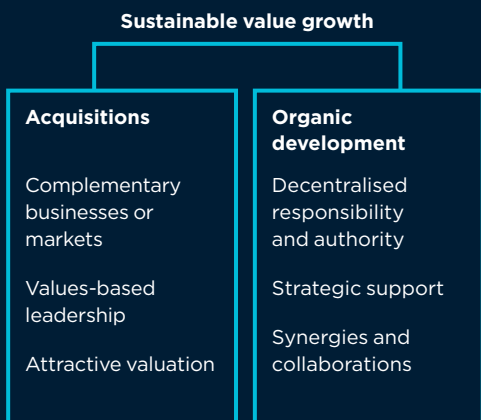 Sustainable value growth
Acquisitions
Complementary
businesses or
markets
Values-based
leadership
Attractive valuation
Organic
development
Decentralised
responsibility
and authority
Strategic support
Synergies and
collaborations